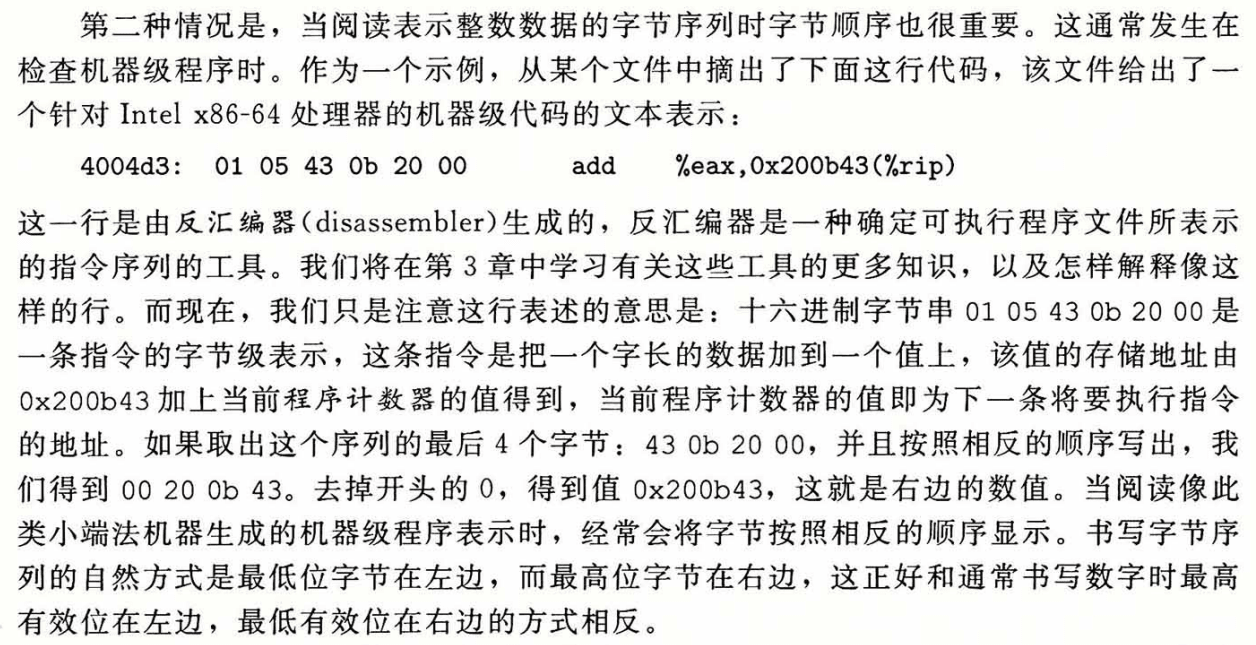 第二种情况是，当阅读表示整数数据的字节序列时字节顺序也很重要。这通常发生在
检查机器级程序时。作为一个示例，从某个文件中摘出了下面这行代码，该文件给出了一
个针对 Intel x86-64 处理器的机器级代码的文本表示：
4004d3: 01 05 43 0b 20 00 add %eax,0x200b43(%rip)
这一行是由反汇编器(disassembler)生成的，反汇编器是一种确定可执行程序文件所表示
的指令序列的工具。我们将在第 3 章中学习有关这些工具的更多知识，以及怎样解释像这
样的行。而现在，我们只是注意这行表述的意思是：十六进制字节串 01 05 43 0b 20 00 是
一条指令的字节级表示，这条指令是把一个字长的数据加到一个值上，该值的存储地址由
0x200b43 加上当前程序计数器的值得到，当前程序计数器的值即为下一条将要执行指令
的地址。如果取出这个序列的最后 4 个字节：43 0b 20 00，并且按照相反的顺序写出，我
们得到 00 20 0b 43。去掉开头的 0，得到值 0x200b43，这就是右边的数值。当阅读像此
类小端法机器生成的机器级程序表示时，经常会将字节按照相反的顺序显示。书写字节序
列的自然方式是最低位字节在左边，而最高位字节在右边，这正好和通常书写数字时最高
有效位在左边，最低有效位在右边的方式相反。